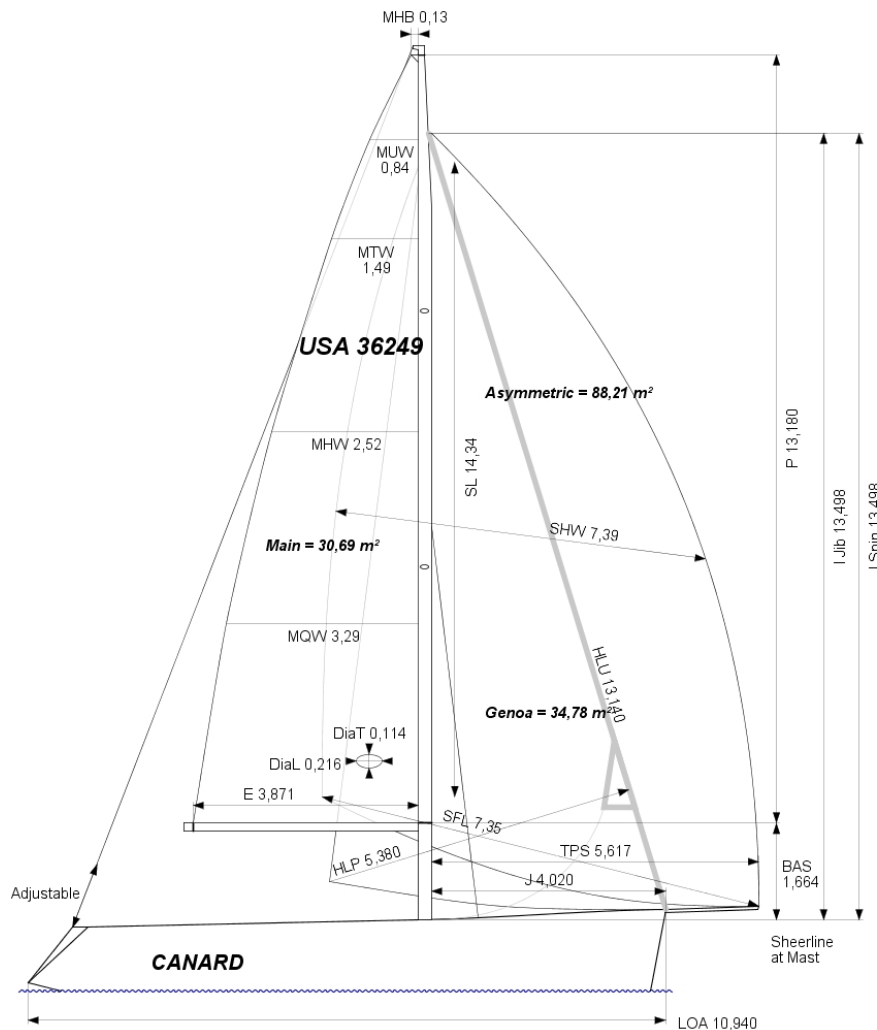 MHB 0,13
MUW
0,84
MTW
1,49
USA 36249
Asymmetric = 88,21 m²
P 13,180
MHW 2,52
SL 14,34
I Jib 13,498
I Spin 13,498
SHW 7,39
Main = 30,69 m²
MQW 3,29
HLU 13,140
Genoa = 34,78 m²
DiaT 0,114
DiaL 0,216
E 3,871
SFL 7,35
HLP 5,380
TPS 5,617
BAS
1,664
J 4,020
Adjustable
Sheerline
at Mast
CANARD
LOA 10,940